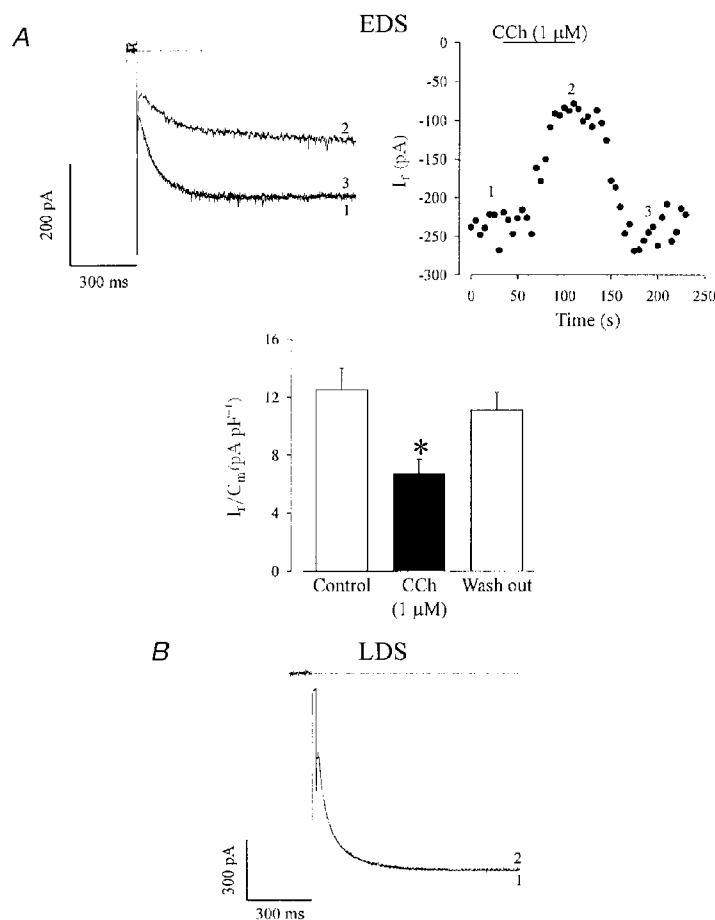 A
EDS
200 pA
300 ms
2
3
1
CCh (1 μM)
0
-50
-100
-150
-200
-250
-300
If (pA)
1
2
3
0 50 100 150 200 250
Time (s)
16
12
8
4
0
If/Cm(pA pF⁻¹)
*
Control
CCh
(1 μM)
Wash out
B
LDS
300 pA
300 ms
2
1